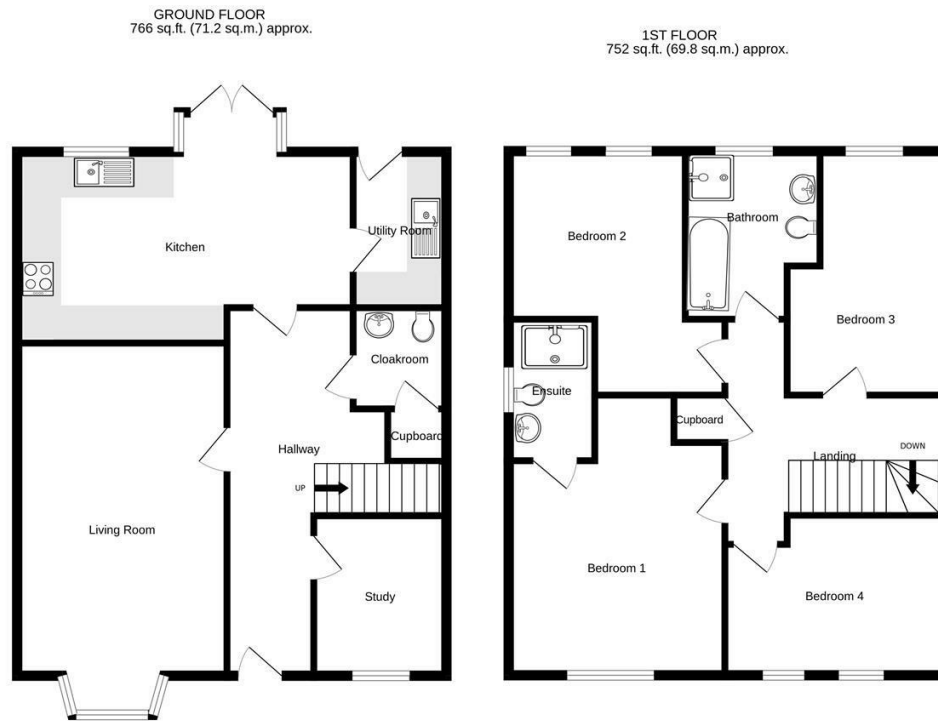 GROUND FLOOR
766 sq.ft. (71.2 sq.m.) approx.
Kitchen
Utility Room
Cloakroom
Cupboard
Hallway
UP
Living Room
Study
1ST FLOOR
752 sq.ft. (69.8 sq.m.) approx.
Bedroom 2
Bathroom
Bedroom 3
Ensuite
Cupboard
Landing
DOWN
Bedroom 1
Bedroom 4